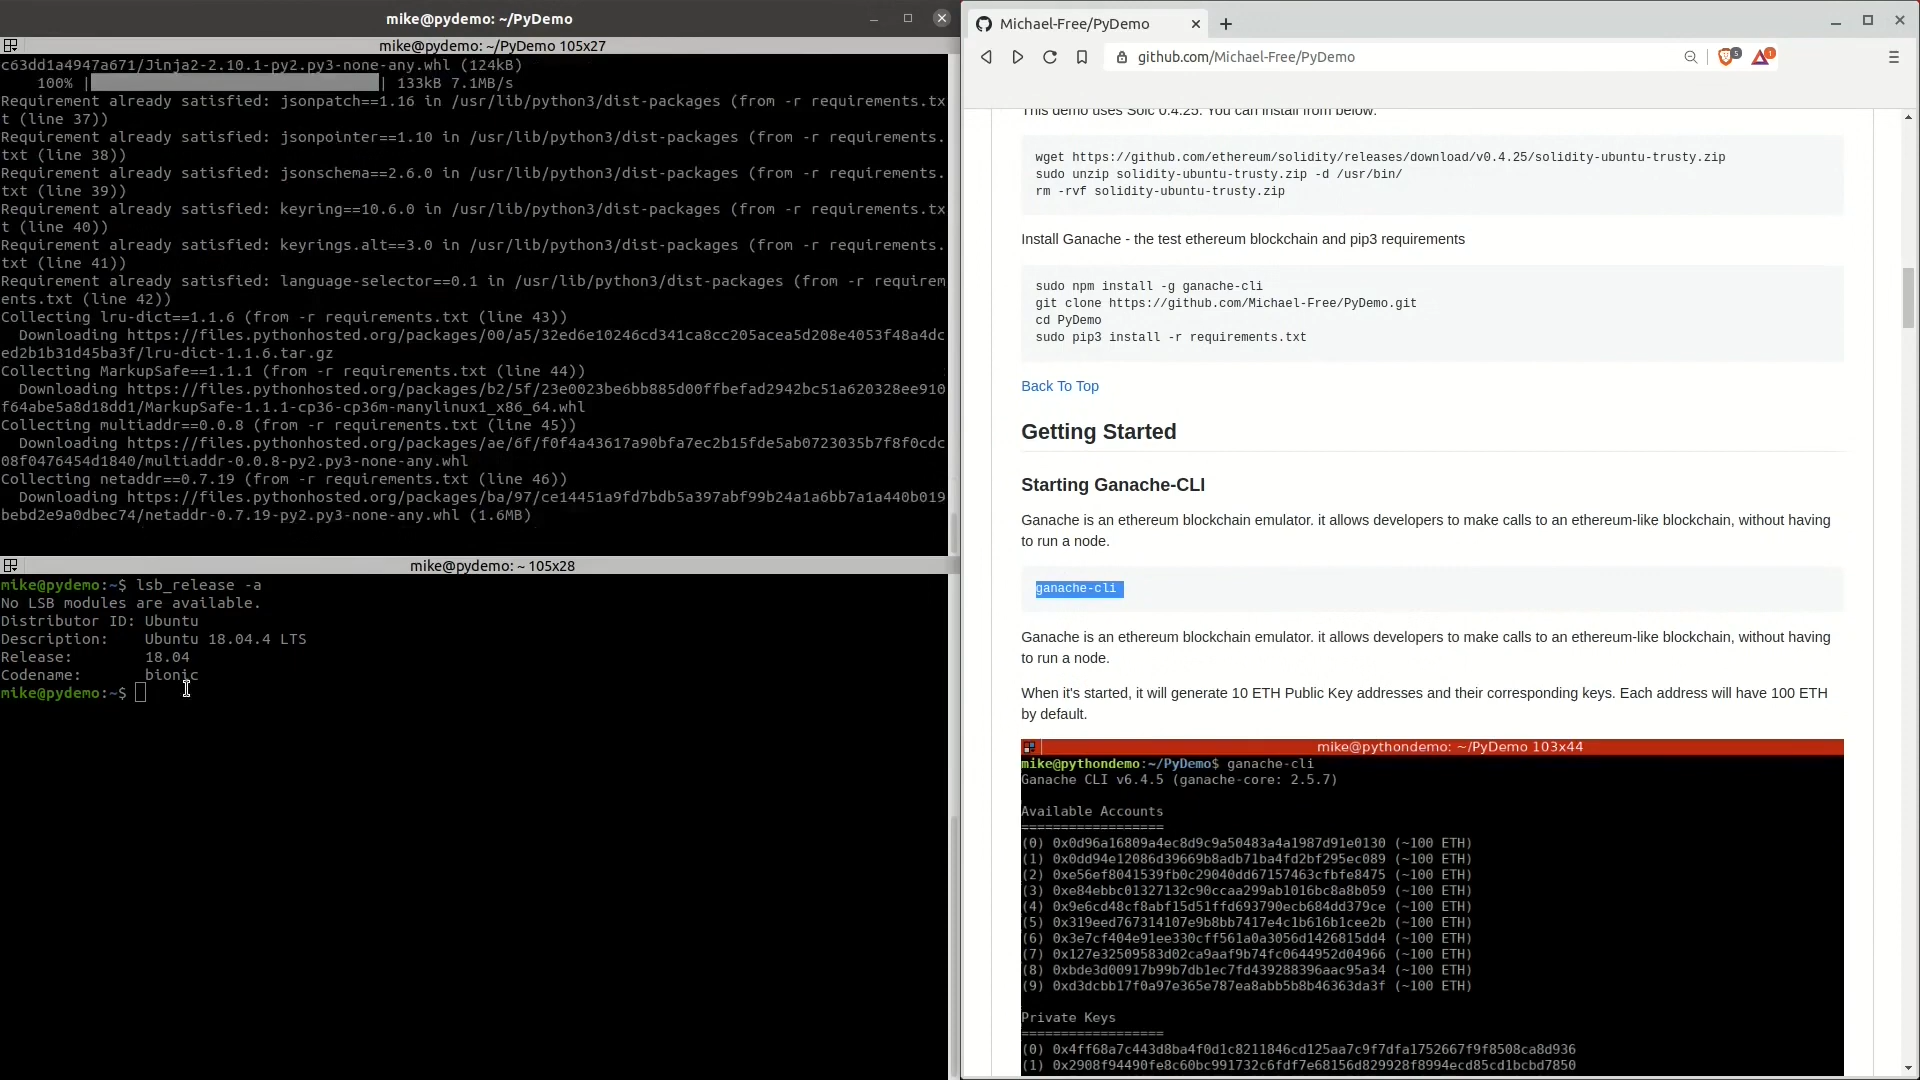 mike@pydemo: ~/PyDemo
mike@pydemo: ~/PyDemo 105x27
c63dd1a4947a671/Jinja2-2.10.1-py2.py3-none-any.whl (124kB)
100% | | 133kB 7.1MB/s
Requirement already satisfied: jsonpatch==1.16 in /usr/lib/python3/dist-packages (from -r requirements.tx
t (line 37))
Requirement already satisfied: jsonpointer==1.10 in /usr/lib/python3/dist-packages (from -r requirements.
txt (line 38))
Requirement already satisfied: jsonschema==2.6.0 in /usr/lib/python3/dist-packages (from -r requirements.
txt (line 39))
Requirement already satisfied: keyring==10.6.0 in /usr/lib/python3/dist-packages (from -r requirements.tx
t (line 40))
Requirement already satisfied: keyrings.alt==3.0 in /usr/lib/python3/dist-packages (from -r requirements.
txt (line 41))
Requirement already satisfied: language-selector==0.1 in /usr/lib/python3/dist-packages (from -r requirem
ents.txt (line 42))
Collecting lru-dict==1.1.6 (from -r requirements.txt (line 43))
Downloading https://files.pythonhosted.org/packages/00/a5/32ed6e10246cd341ca8cc205acea5d208e4053f48a4dc
ed2b1b31d45ba3f/lru-dict-1.1.6.tar.gz
Collecting MarkupSafe==1.1.1 (from -r requirements.txt (line 44))
Downloading https://files.pythonhosted.org/packages/b2/5f/23e0023be6bb885d00ffbefad2942bc51a620328ee910
f64abe5a8d18dd1/MarkupSafe-1.1.1-cp36-cp36m-manylinux1_x86_64.whl
Collecting multiaddr==0.0.8 (from -r requirements.txt (line 45))
Downloading https://files.pythonhosted.org/packages/ae/6f/f0f4a43617a90bfa7ec2b15fde5ab0723035b7f8f0cdc
08f0476454d1840/multiaddr-0.0.8-py2.py3-none-any.whl
Collecting netaddr==0.7.19 (from -r requirements.txt (line 46))
Downloading https://files.pythonhosted.org/packages/ba/97/ce14451a9fd7bdb5a397abf99b24a1a6bb7a1a440b019
bebd2e9a0dbec74/netaddr-0.7.19-py2.py3-none-any.whl (1.6MB)
mike@pydemo: ~ 105x28
mike@pydemo:~$ lsb_release -a
No LSB modules are available.
Distributor ID: Ubuntu
Description: Ubuntu 18.04.4 LTS
Release: 18.04
Codename: bionic
mike@pydemo:~$
Michael-Free/PyDemo
github.com/Michael-Free/PyDemo
5
1
This demo uses Solc 0.4.25. You can install from below:
wget https://github.com/ethereum/solidity/releases/download/v0.4.25/solidity-ubuntu-trusty.zip
sudo unzip solidity-ubuntu-trusty.zip -d /usr/bin/
rm -rvf solidity-ubuntu-trusty.zip
Install Ganache - the test ethereum blockchain and pip3 requirements
sudo npm install -g ganache-cli
git clone https://github.com/Michael-Free/PyDemo.git
cd PyDemo
sudo pip3 install -r requirements.txt
Back To Top
Getting Started
Starting Ganache-CLI
Ganache is an ethereum blockchain emulator. it allows developers to make calls to an ethereum-like blockchain, without having
to run a node.
ganache-cli
Ganache is an ethereum blockchain emulator. it allows developers to make calls to an ethereum-like blockchain, without having
to run a node.
When it's started, it will generate 10 ETH Public Key addresses and their corresponding keys. Each address will have 100 ETH
by default.
mike@pythondemo: ~/PyDemo 103x44
mike@pythondemo:~/PyDemo$ ganache-cli
Ganache CLI v6.4.5 (ganache-core: 2.5.7)
Available Accounts
==================
(0) 0x0d96a16809a4ec8d9c9a50483a4a1987d91e0130 (~100 ETH)
(1) 0x0dd94e12086d39669b8adb71ba4fd2bf295ec089 (~100 ETH)
(2) 0xe56ef8041539fb0c29040dd67157463cfbfe8475 (~100 ETH)
(3) 0xe84ebbc01327132c90ccaa299ab1016bc8a8b059 (~100 ETH)
(4) 0x9e6cd48cf8abf15d51ffd693790ecb684dd379ce (~100 ETH)
(5) 0x319eed767314107e9b8bb7417e4c1b616b1cee2b (~100 ETH)
(6) 0x3e7cf404e91ee330cff561a0a3056d1426815dd4 (~100 ETH)
(7) 0x127e32509583d02ca9aaf9b74fc0644952d04966 (~100 ETH)
(8) 0xbde3d00917b99b7db1ec7fd439288396aac95a34 (~100 ETH)
(9) 0xd3dcbb17f0a97e365e787ea8abb5b8b46363da3f (~100 ETH)
Private Keys
==================
(0) 0x4ff68a7c443d8ba4f0d1c8211846cd125aa7c9f7dfa1752667f9f8508ca8d936
(1) 0x2908f94490fe8c60bc991732c6fdf7e68156d829928f8994ecd85cd1bcbd7850